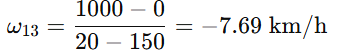 ω₁₃ = (1000 − 0)/(20 − 150) = −7.69 km/h